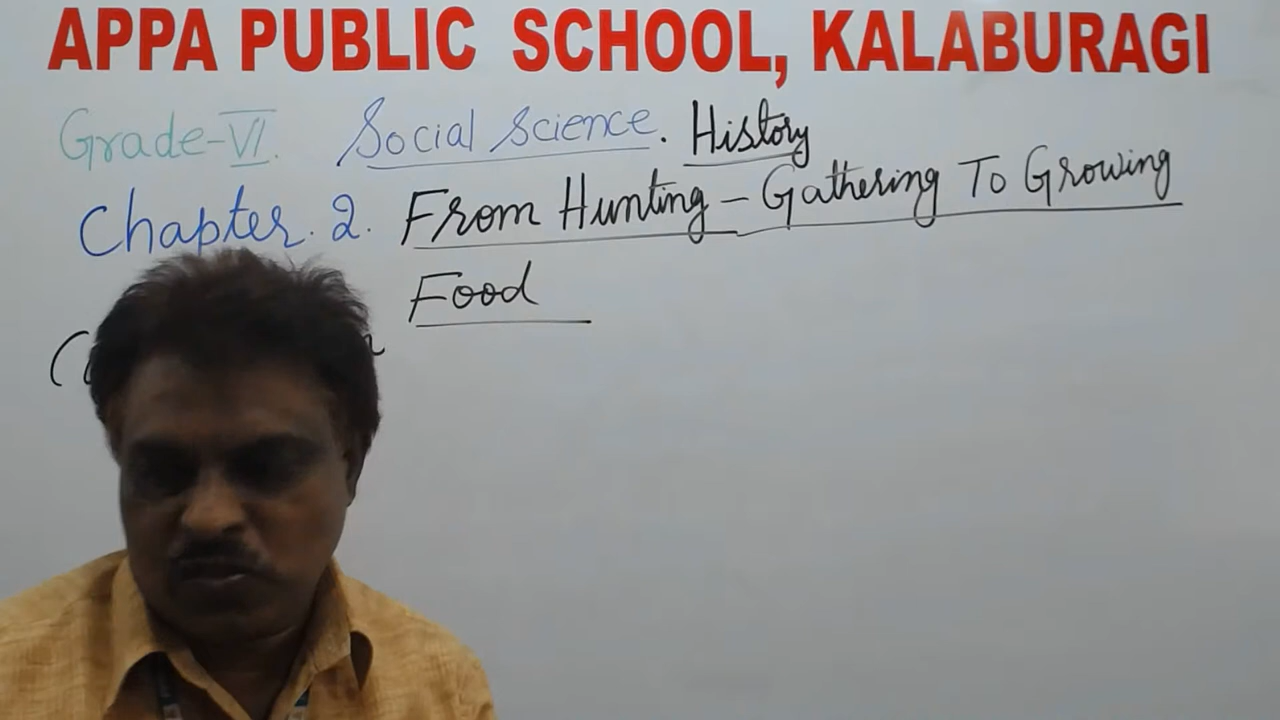 APPA PUBLIC SCHOOL, KALABURAGI
Grade-VI. Social Science. History
Chapter. 2. From Hunting - Gathering To Growing
Food